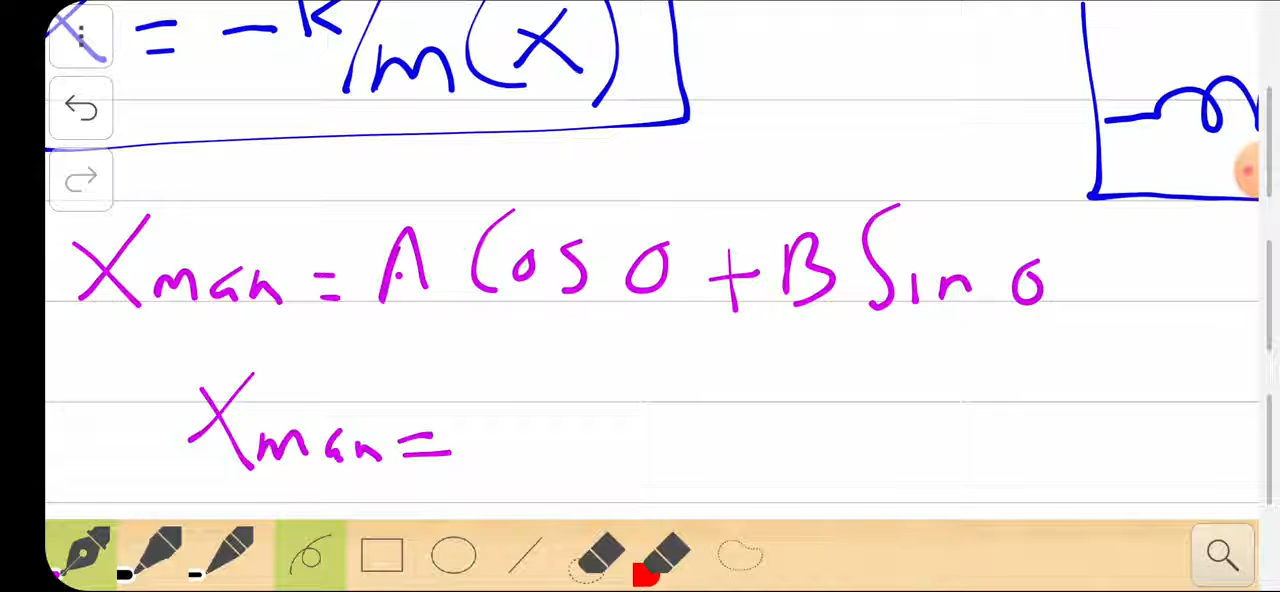 X = -K/m(X)
Xman = A Cos 0 + B Sin 0
Xman =